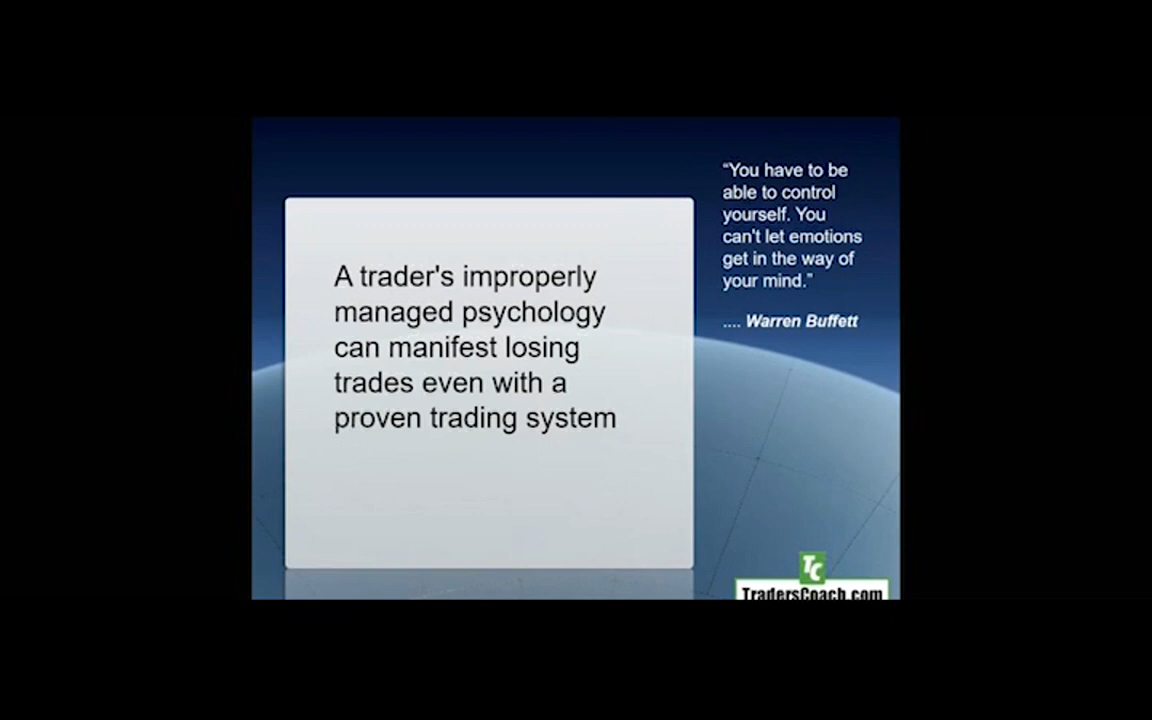 A trader's improperly
managed psychology
can manifest losing
trades even with a
proven trading system
“You have to be
able to control
yourself. You
can't let emotions
get in the way of
your mind.”
.... Warren Buffett
TC
TradersCoach.com